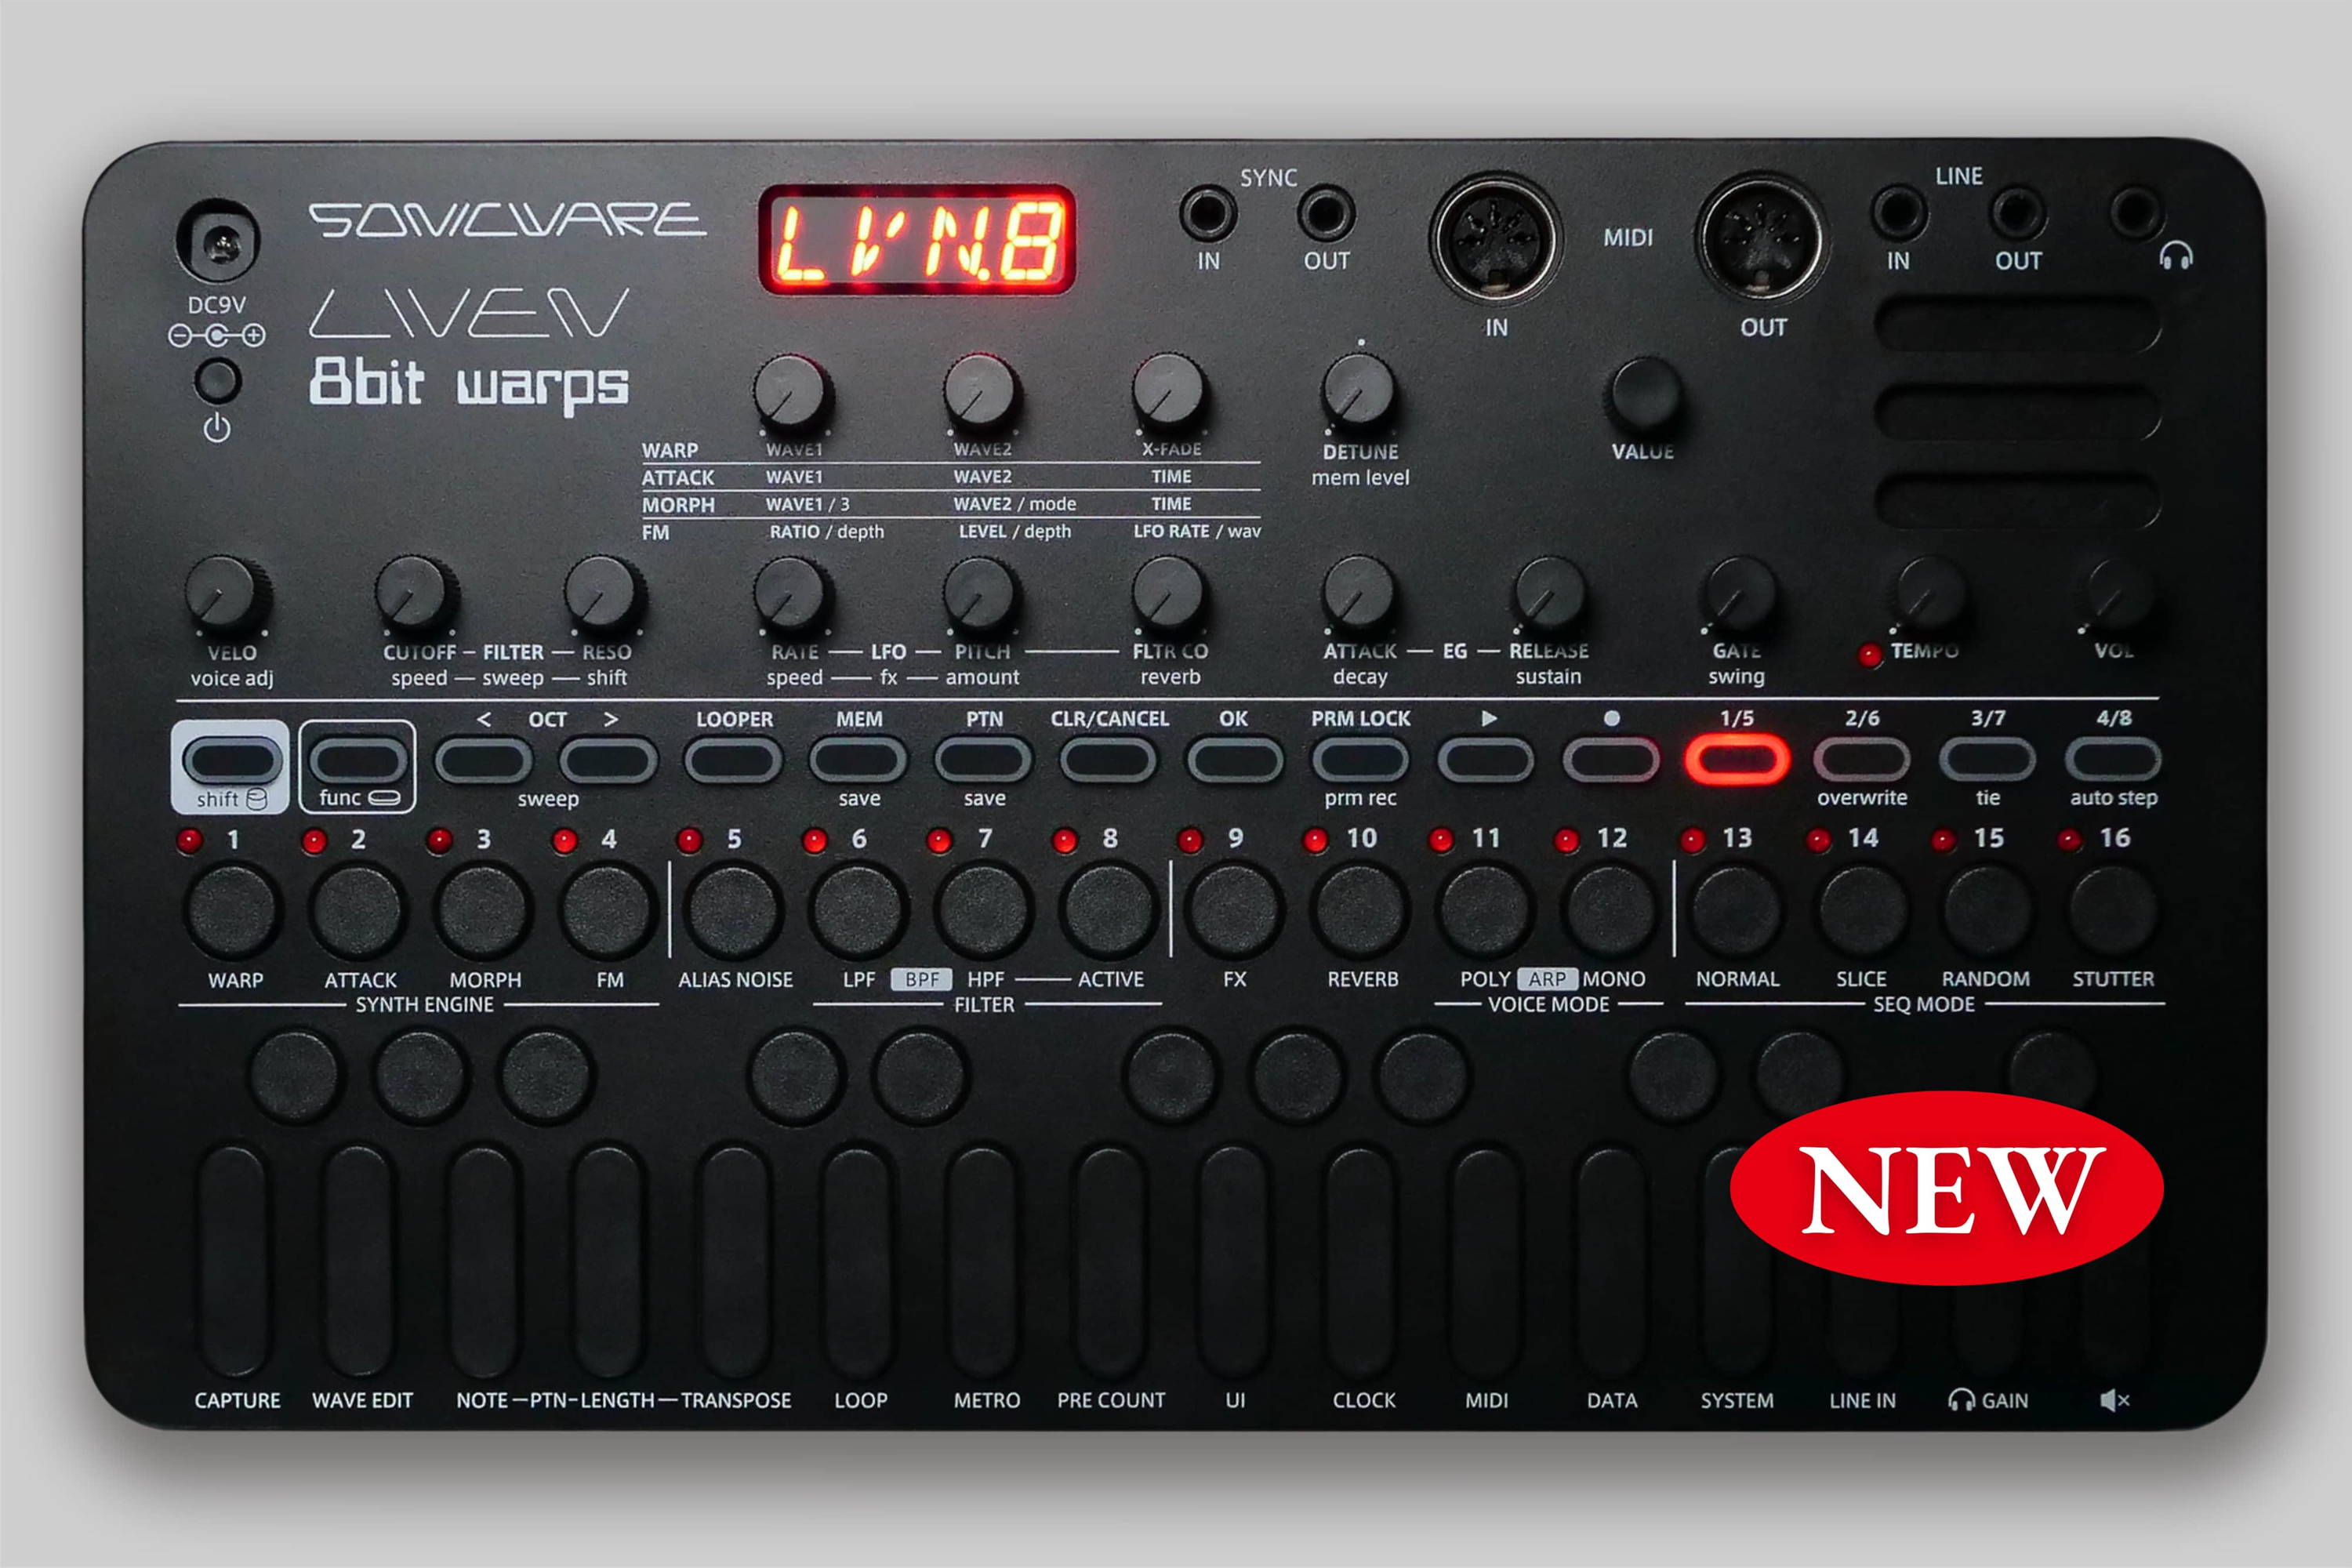 SONICWARE
LVN.8
SYNC
IN OUT
MIDI
IN OUT
LINE
IN OUT
DC9V
LIVEN
8bit warps
WARP WAVE1 WAVE2 X-FADE
ATTACK WAVE1 WAVE2 TIME
MORPH WAVE1 / 3 WAVE2 / mode TIME
FM RATIO / depth LEVEL / depth LFO RATE / wav
DETUNE
mem level
VALUE
VELO CUTOFF – FILTER – RESO RATE — LFO — PITCH — FLTR CO ATTACK — EG — RELEASE GATE TEMPO VOL
voice adj speed — sweep — shift speed — fx — amount reverb decay sustain swing
< OCT > LOOPER MEM PTN CLR/CANCEL OK PRM LOCK ▶ ● 1/5 2/6 3/7 4/8
shift func sweep save save prm rec overwrite tie auto step
1 2 3 4 5 6 7 8 9 10 11 12 13 14 15 16
WARP ATTACK MORPH FM ALIAS NOISE LPF BPF HPF — ACTIVE FX REVERB POLY ARP MONO NORMAL SLICE RANDOM STUTTER
SYNTH ENGINE FILTER VOICE MODE SEQ MODE
NEW
CAPTURE WAVE EDIT NOTE – PTN – LENGTH – TRANSPOSE LOOP METRO PRE COUNT UI CLOCK MIDI DATA SYSTEM LINE IN GAIN